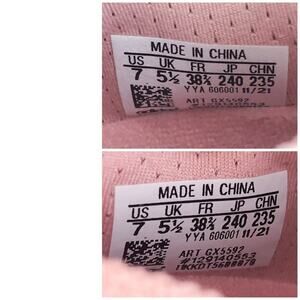 MADE IN CHINA
US UK FR JP CHN
7 5½ 38⅔ 240 235
YYA 606001 11/21
ART GX5592
MADE IN CHINA
US UK FR JP CHN
7 5½ 38⅔ 240 235
YYA 606001 11/21
ART GX5592
#129140553